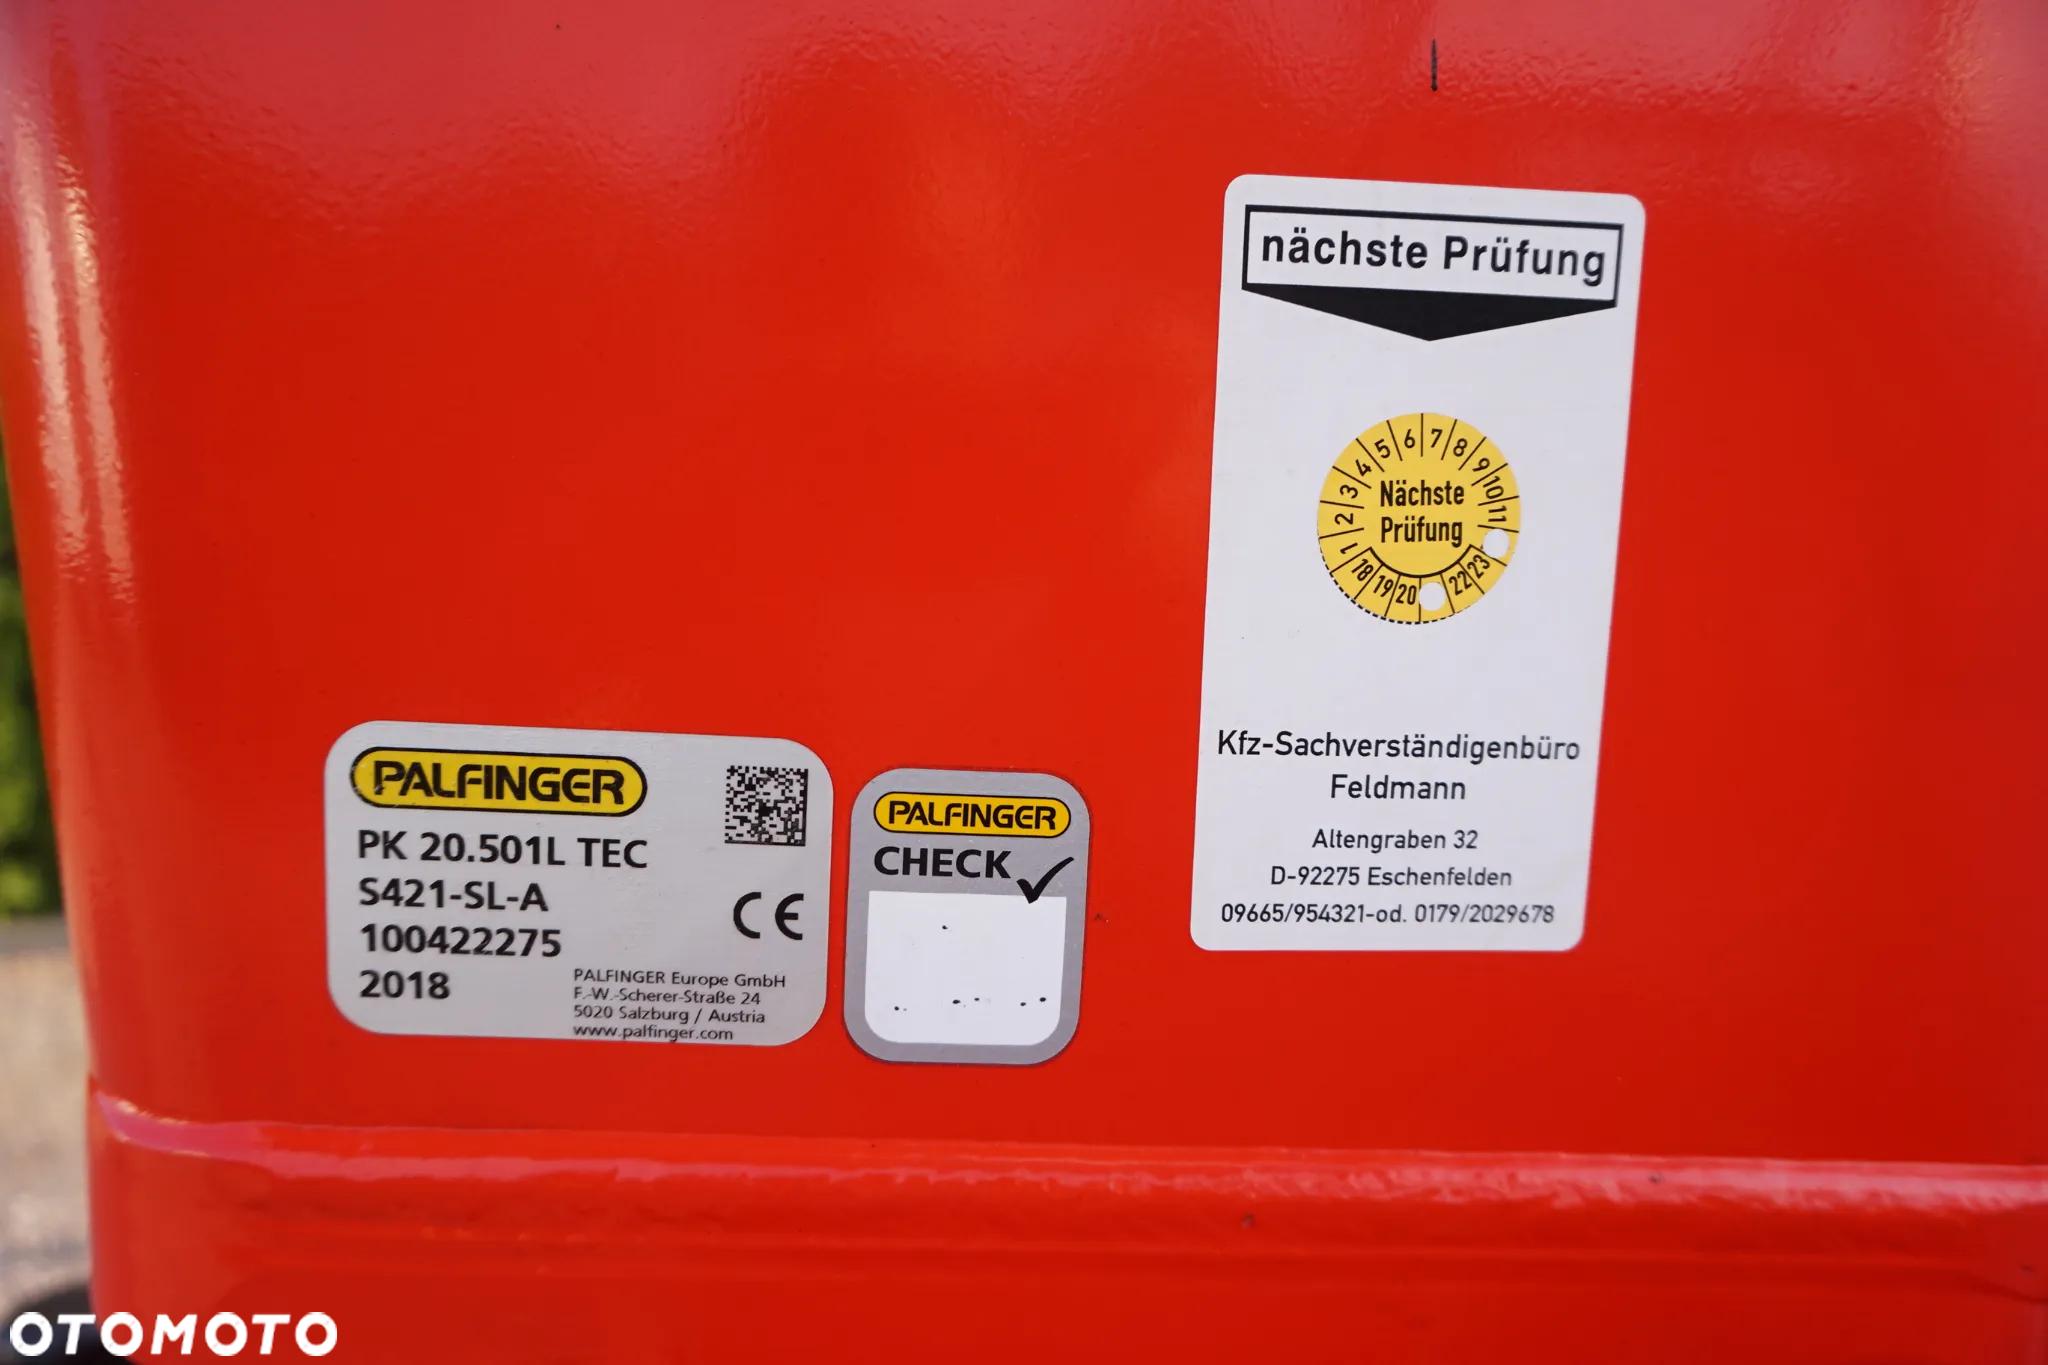 nächste Prüfung
1 2 3 4 5 6 7 8 9 10 11
Nächste
Prüfung
18 19 20 22 23
Kfz-Sachverständigenbüro
Feldmann
Altengraben 32
D-92275 Eschenfelden
09665/954321-od. 0179/2029678
PALFINGER
PK 20.501L TEC
S421-SL-A
100422275
2018
CE
PALFINGER Europe GmbH
F.-W.-Scherer-Straße 24
5020 Salzburg / Austria
www.palfinger.com
PALFINGER
CHECK
OTOMOTO